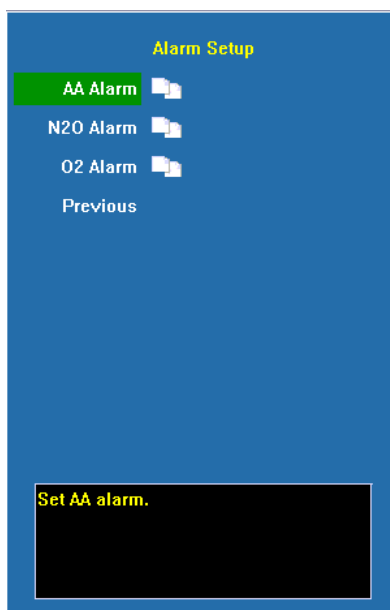 Alarm Setup
AA Alarm
N2O Alarm
O2 Alarm
Previous
Set AA alarm.